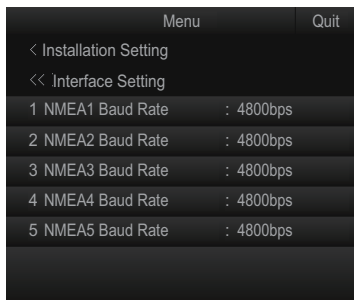 Menu Quit
< Installation Setting
<< Interface Setting
1 NMEA1 Baud Rate : 4800bps
2 NMEA2 Baud Rate : 4800bps
3 NMEA3 Baud Rate : 4800bps
4 NMEA4 Baud Rate : 4800bps
5 NMEA5 Baud Rate : 4800bps